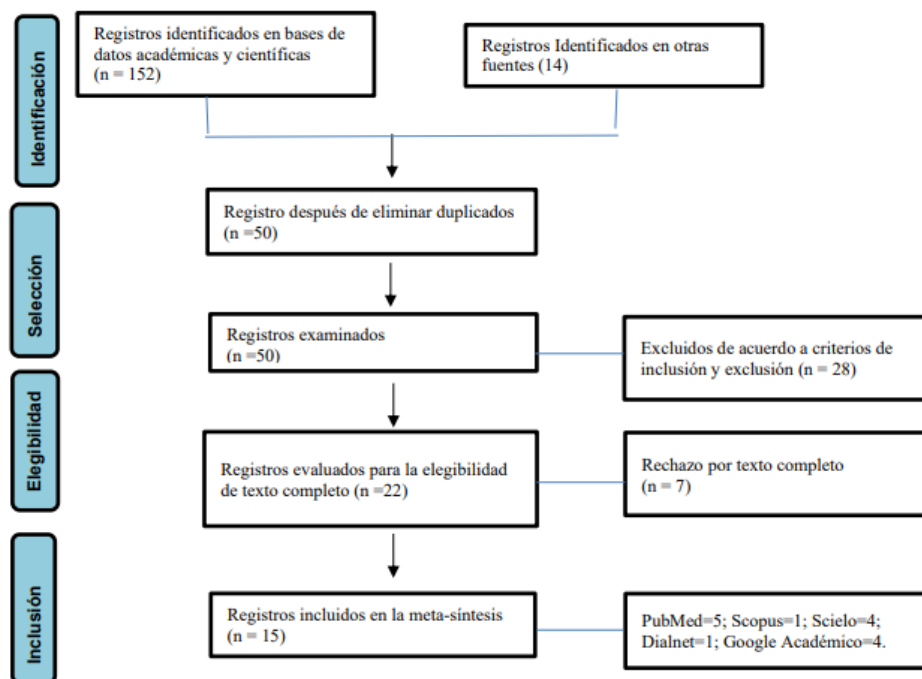 Identificación
Registros identificados en bases de
datos académicas y científicas
(n = 152)
Registros Identificados en otras
fuentes (14)
Selección
Registro después de eliminar duplicados
(n =50)
Registros examinados
(n =50)
Excluidos de acuerdo a criterios de
inclusión y exclusión (n = 28)
Elegibilidad
Registros evaluados para la elegibilidad
de texto completo (n =22)
Rechazo por texto completo
(n = 7)
Inclusión
Registros incluidos en la meta-síntesis
(n = 15)
PubMed=5; Scopus=1; Scielo=4;
Dialnet=1; Google Académico=4.